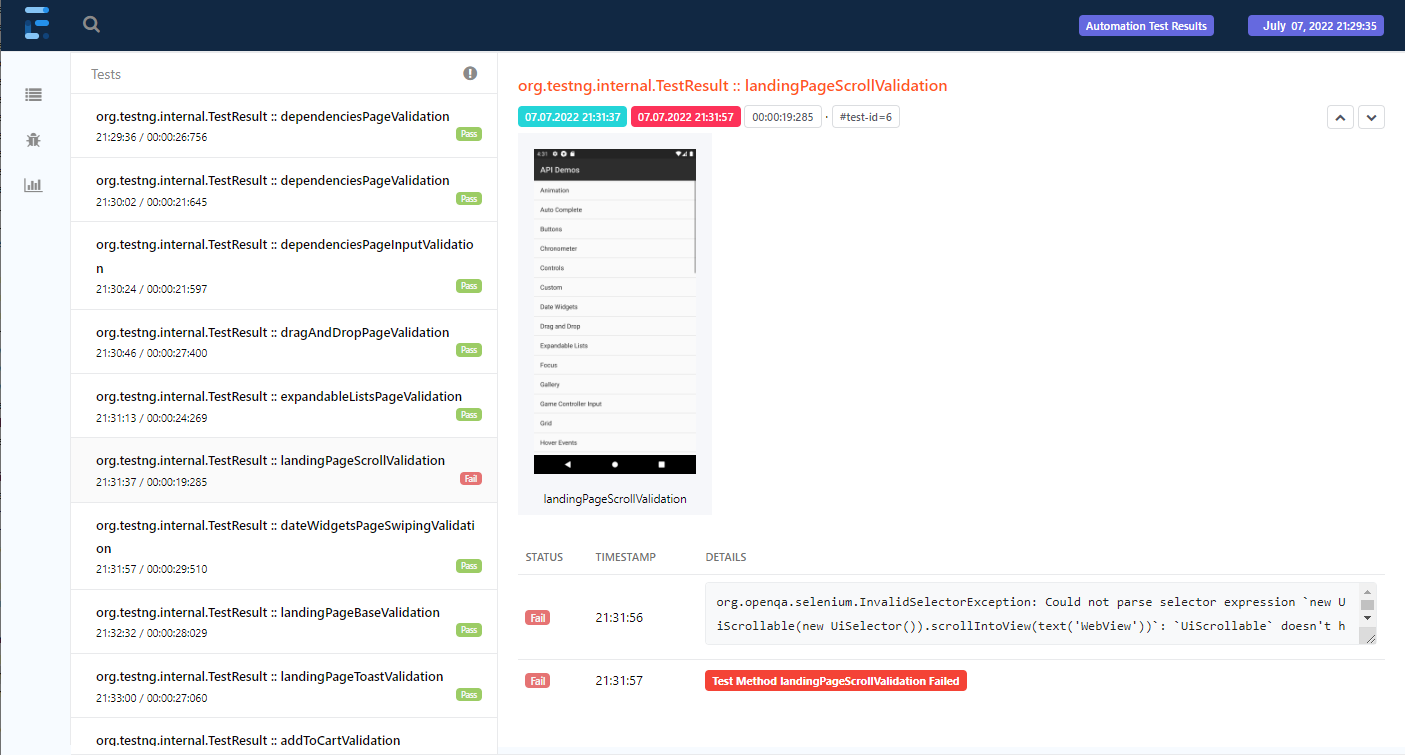 Automation Test Results
July 07, 2022 21:29:35
Tests
org.testng.internal.TestResult :: dependenciesPageValidation
21:29:36 / 00:00:26:756
Pass
org.testng.internal.TestResult :: dependenciesPageValidation
21:30:02 / 00:00:21:645
Pass
org.testng.internal.TestResult :: dependenciesPageInputValidatio
n
21:30:24 / 00:00:21:597
Pass
org.testng.internal.TestResult :: dragAndDropPageValidation
21:30:46 / 00:00:27:400
Pass
org.testng.internal.TestResult :: expandableListsPageValidation
21:31:13 / 00:00:24:269
Pass
org.testng.internal.TestResult :: landingPageScrollValidation
21:31:37 / 00:00:19:285
Fail
org.testng.internal.TestResult :: dateWidgetsPageSwipingValidati
on
21:31:57 / 00:00:29:510
Pass
org.testng.internal.TestResult :: landingPageBaseValidation
21:32:32 / 00:00:28:029
Pass
org.testng.internal.TestResult :: landingPageToastValidation
21:33:00 / 00:00:27:060
Pass
org.testng.internal.TestResult :: addToCartValidation
org.testng.internal.TestResult :: landingPageScrollValidation
07.07.2022 21:31:37 07.07.2022 21:31:57 00:00:19:285 · #test-id=6
4:31
API Demos
Animation
Auto Complete
Buttons
Chronometer
Controls
Custom
Date Widgets
Drag and Drop
Expandable Lists
Focus
Gallery
Game Controller Input
Grid
Hover Events
landingPageScrollValidation
STATUS TIMESTAMP DETAILS
Fail 21:31:56
org.openqa.selenium.InvalidSelectorException: Could not parse selector expression `new U
iScrollable(new UiSelector()).scrollIntoView(text('WebView'))`: `UiScrollable` doesn't h
Fail 21:31:57 Test Method landingPageScrollValidation Failed